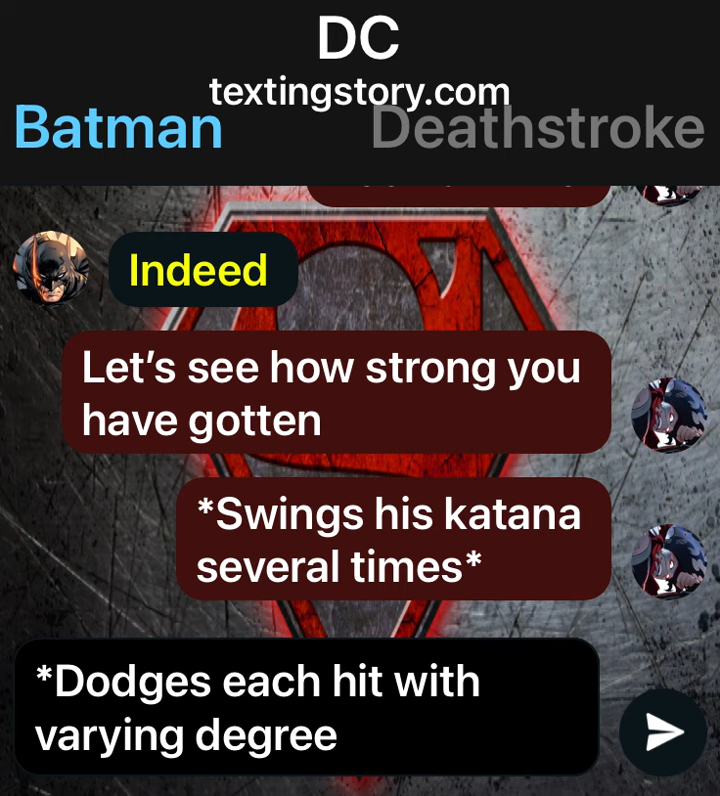 DC
textingstory.com
Batman
Deathstroke
Indeed
Let’s see how strong you
have gotten
*Swings his katana
several times*
*Dodges each hit with
varying degree